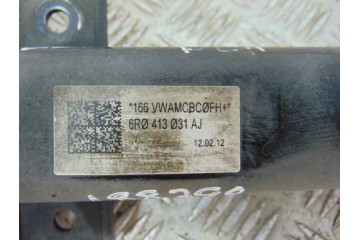 *166 VWAMCBCØFH+*
6RØ 413 Ø31 AJ
12.02.12